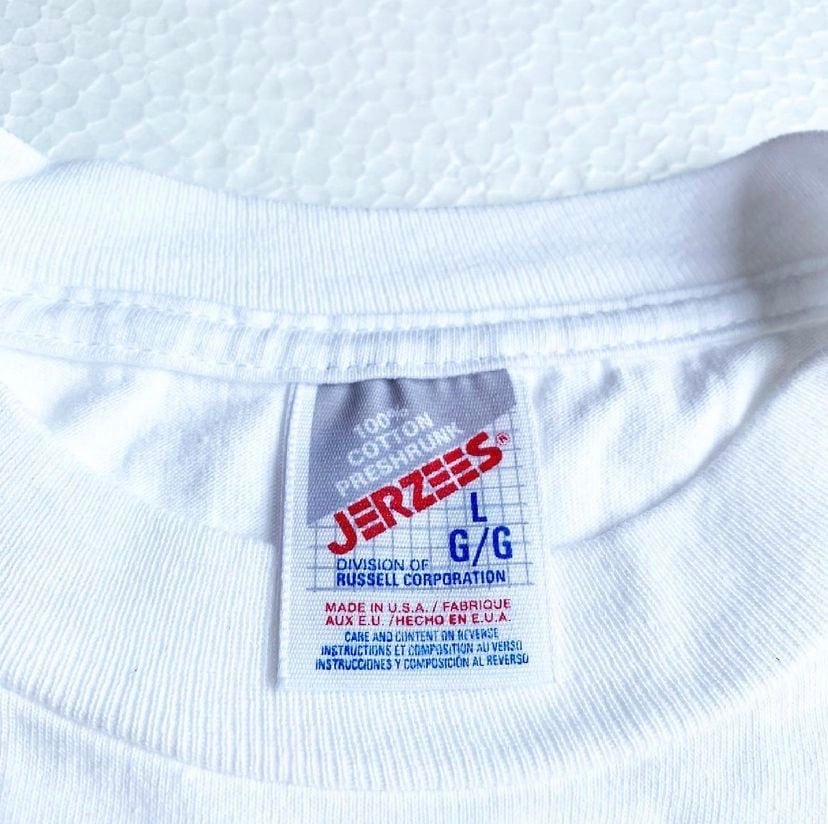 100% COTTON PRESHRUNK
JERZEES®
L
G/G
DIVISION OF
RUSSELL CORPORATION
MADE IN U.S.A. / FABRIQUE
AUX E.U. / HECHO EN E.U.A.
CARE AND CONTENT ON REVERSE
INSTRUCTIONS ET COMPOSITION AU VERSO
INSTRUCCIONES Y COMPOSICIÓN AL REVERSO